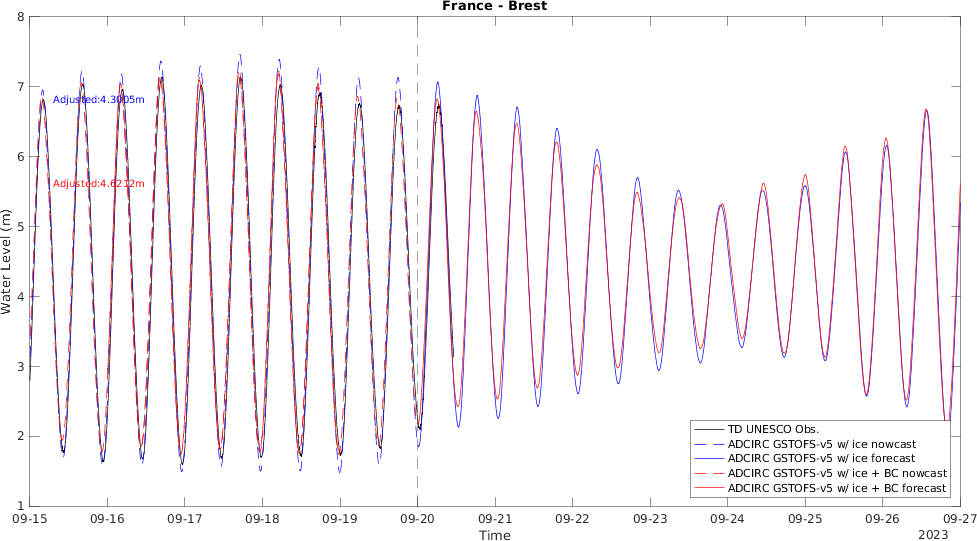 France - Brest
8
7
6
5
4
3
2
1
Water Level (m)
Adjusted:4.3005m
Adjusted:4.6212m
TD UNESCO Obs.
ADCIRC GSTOFS-v5 w/ ice nowcast
ADCIRC GSTOFS-v5 w/ ice forecast
ADCIRC GSTOFS-v5 w/ ice + BC nowcast
ADCIRC GSTOFS-v5 w/ ice + BC forecast
09-15 09-16 09-17 09-18 09-19 09-20 09-21 09-22 09-23 09-24 09-25 09-26 09-27
Time
2023